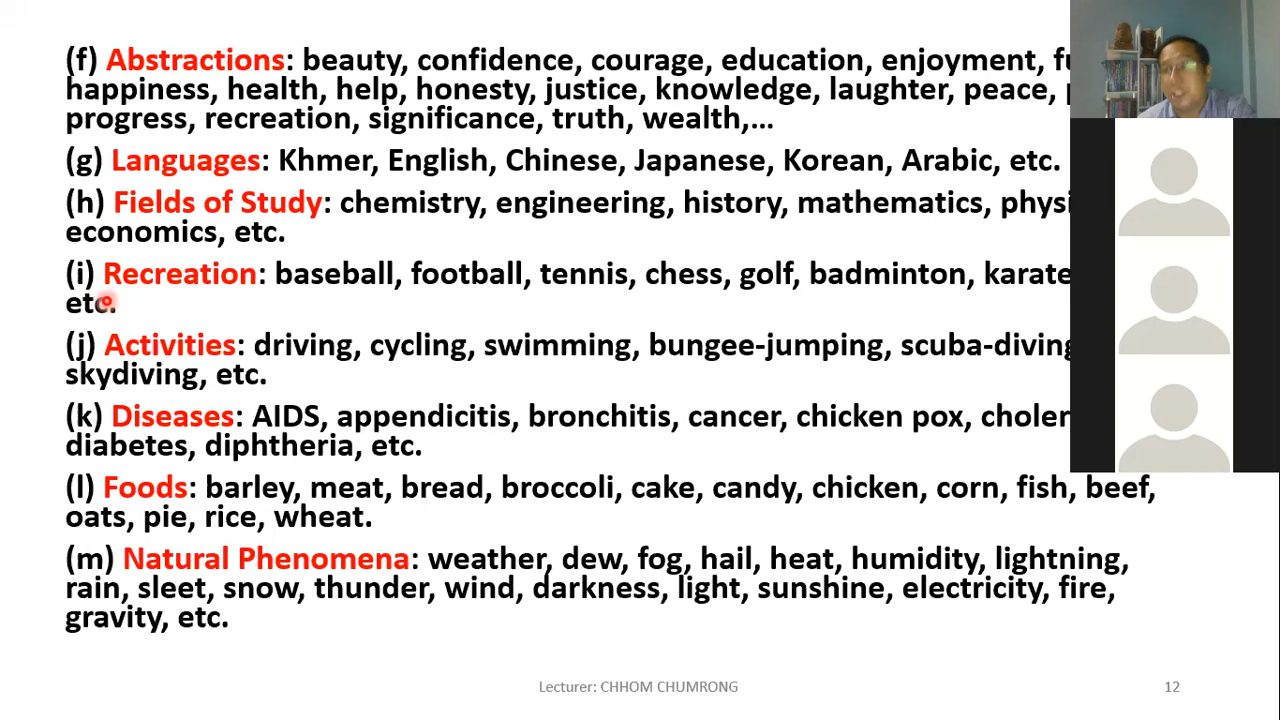 (f) Abstractions: beauty, confidence, courage, education, enjoyment,
happiness, health, help, honesty, justice, knowledge, laughter, peace,
progress, recreation, significance, truth, wealth,...
(g) Languages: Khmer, English, Chinese, Japanese, Korean, Arabic, etc.
(h) Fields of Study: chemistry, engineering, history, mathematics,
economics, etc.
(i) Recreation: baseball, football, tennis, chess, golf, badminton, karate
etc.
(j) Activities: driving, cycling, swimming, bungee-jumping, scuba-diving
skydiving, etc.
(k) Diseases: AIDS, appendicitis, bronchitis, cancer, chicken pox,
diabetes, diphtheria, etc.
(l) Foods: barley, meat, bread, broccoli, cake, candy, chicken, corn, fish, beef,
oats, pie, rice, wheat.
(m) Natural Phenomena: weather, dew, fog, hail, heat, humidity, lightning,
rain, sleet, snow, thunder, wind, darkness, light, sunshine, electricity, fire,
gravity, etc.
Lecturer: CHHOM CHUMRONG
12